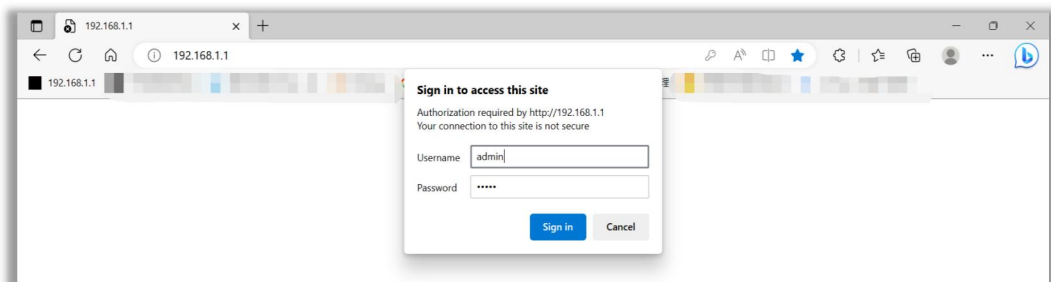 192.168.1.1
192.168.1.1
192.168.1.1
程
Sign in to access this site
Authorization required by http://192.168.1.1
Your connection to this site is not secure
Username admin
Password •••••
Sign in Cancel